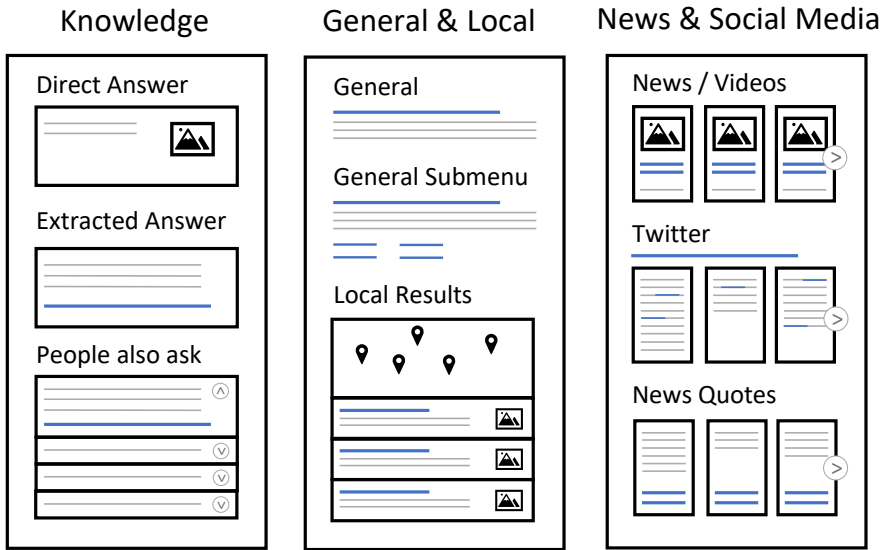 Knowledge
Direct Answer
Extracted Answer
People also ask
General & Local
General
General Submenu
Local Results
News & Social Media
News / Videos
Twitter
News Quotes